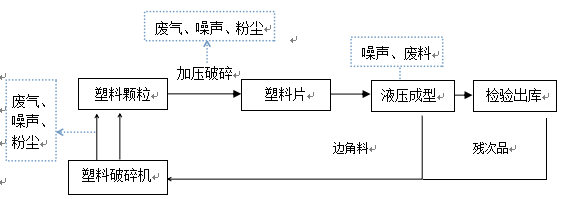 废气、噪声、粉尘
噪声、废料
加压破碎
废气、
噪声、
粉尘
塑料颗粒
塑料片
液压成型
检验出库
边角料
残次品
塑料破碎机